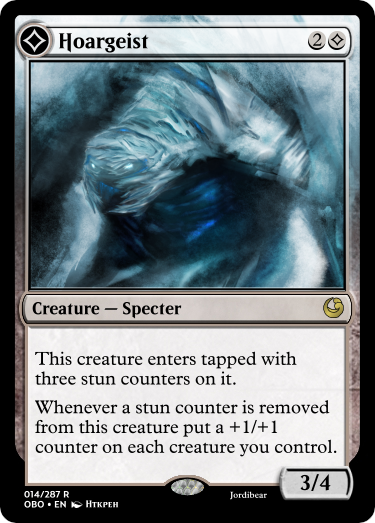 Hoargeist 2
Creature — Specter
This creature enters tapped with
three stun counters on it.
Whenever a stun counter is removed
from this creature put a +1/+1
counter on each creature you control.
3/4
014/287 R
OBO • EN Htkpeh
Jordibear